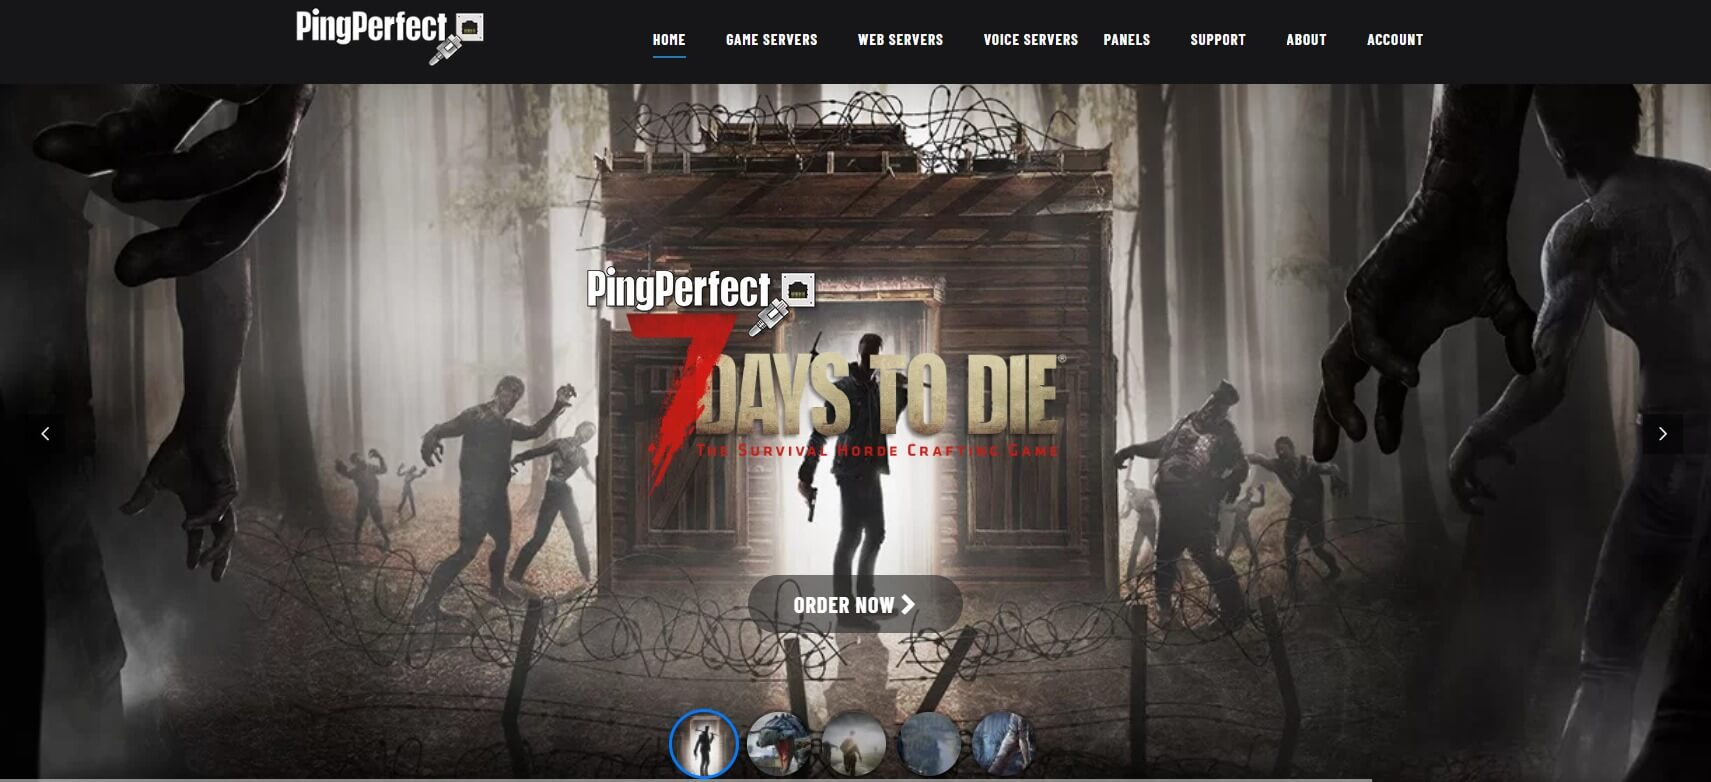 PingPerfect
HOME GAME SERVERS WEB SERVERS VOICE SERVERS PANELS SUPPORT ABOUT ACCOUNT
PingPerfect
7 DAYS TO DIE®
THE SURVIVAL HORDE CRAFTING GAME
ORDER NOW